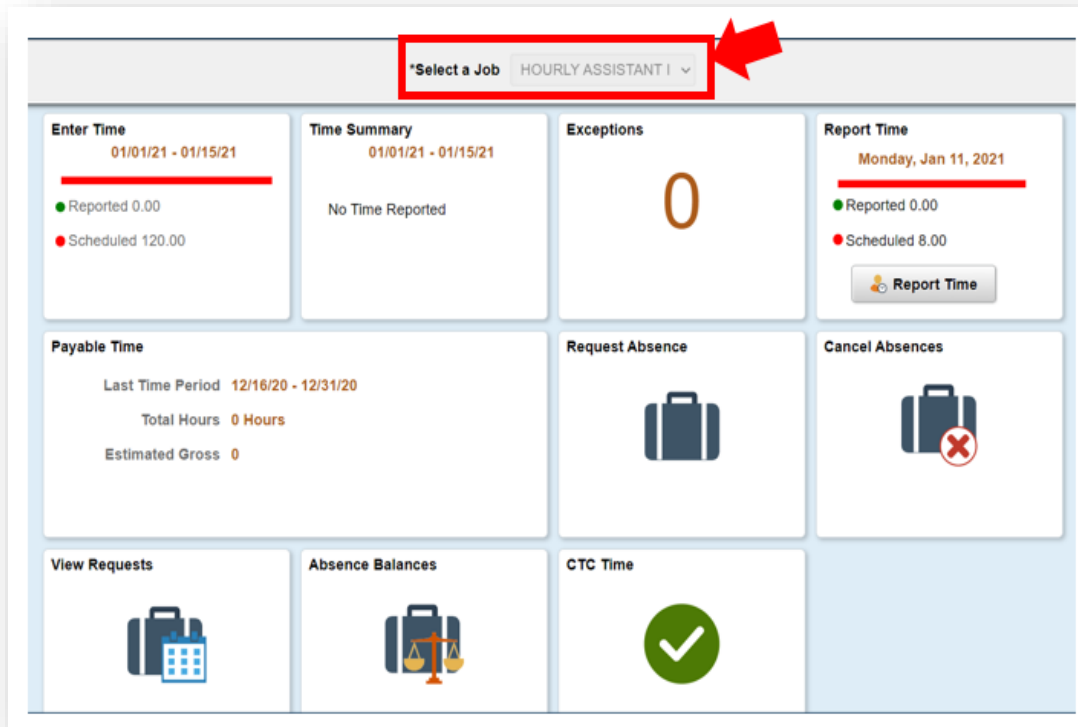 *Select a Job HOURLY ASSISTANT I
Enter Time
01/01/21 - 01/15/21
Reported 0.00
Scheduled 120.00
Time Summary
01/01/21 - 01/15/21
No Time Reported
Exceptions
0
Report Time
Monday, Jan 11, 2021
Reported 0.00
Scheduled 8.00
Report Time
Payable Time
Last Time Period 12/16/20 - 12/31/20
Total Hours 0 Hours
Estimated Gross 0
Request Absence
Cancel Absences
View Requests
Absence Balances
CTC Time